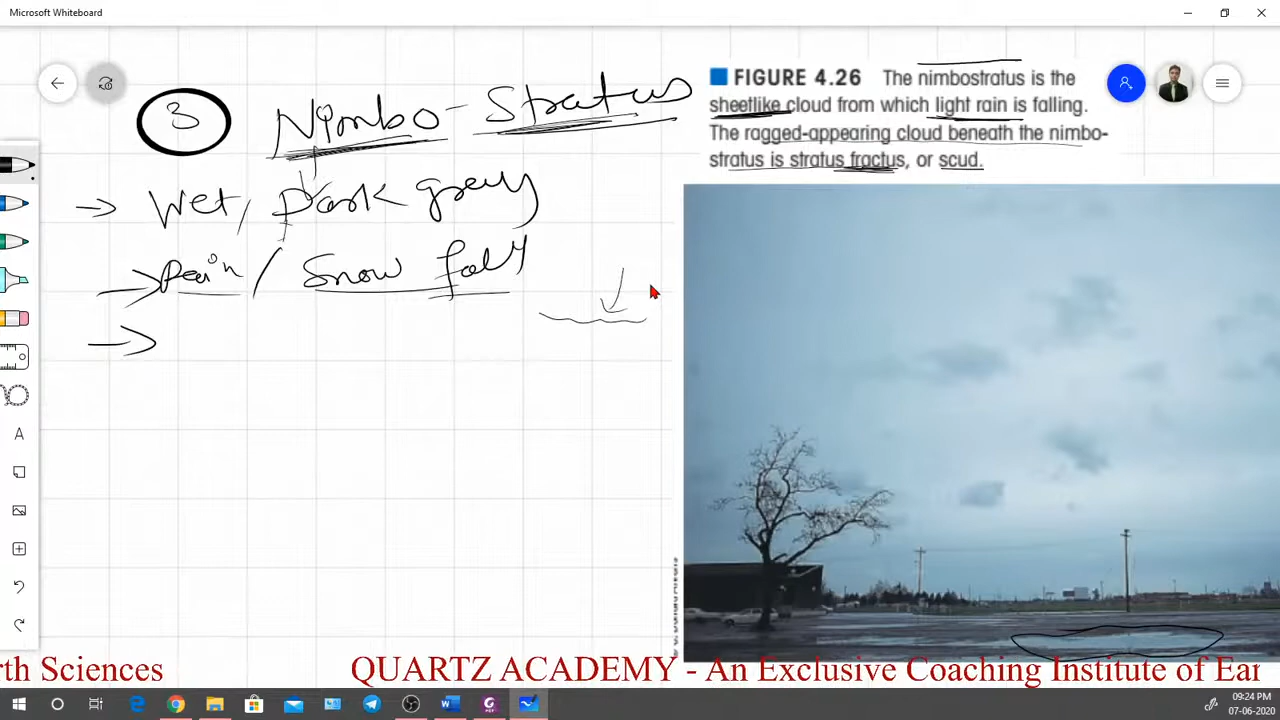 Microsoft Whiteboard
3 Nimbo-Stratus
→ Wet, Dark grey
→ Rain / Snow fall
→
FIGURE 4.26 The nimbostratus is the
sheetlike cloud from which light rain is falling.
The ragged-appearing cloud beneath the nimbo-
stratus is stratus fractus, or scud.
rth Sciences QUARTZ ACADEMY - An Exclusive Coaching Institute of Ear
09:24 PM
07-06-2020